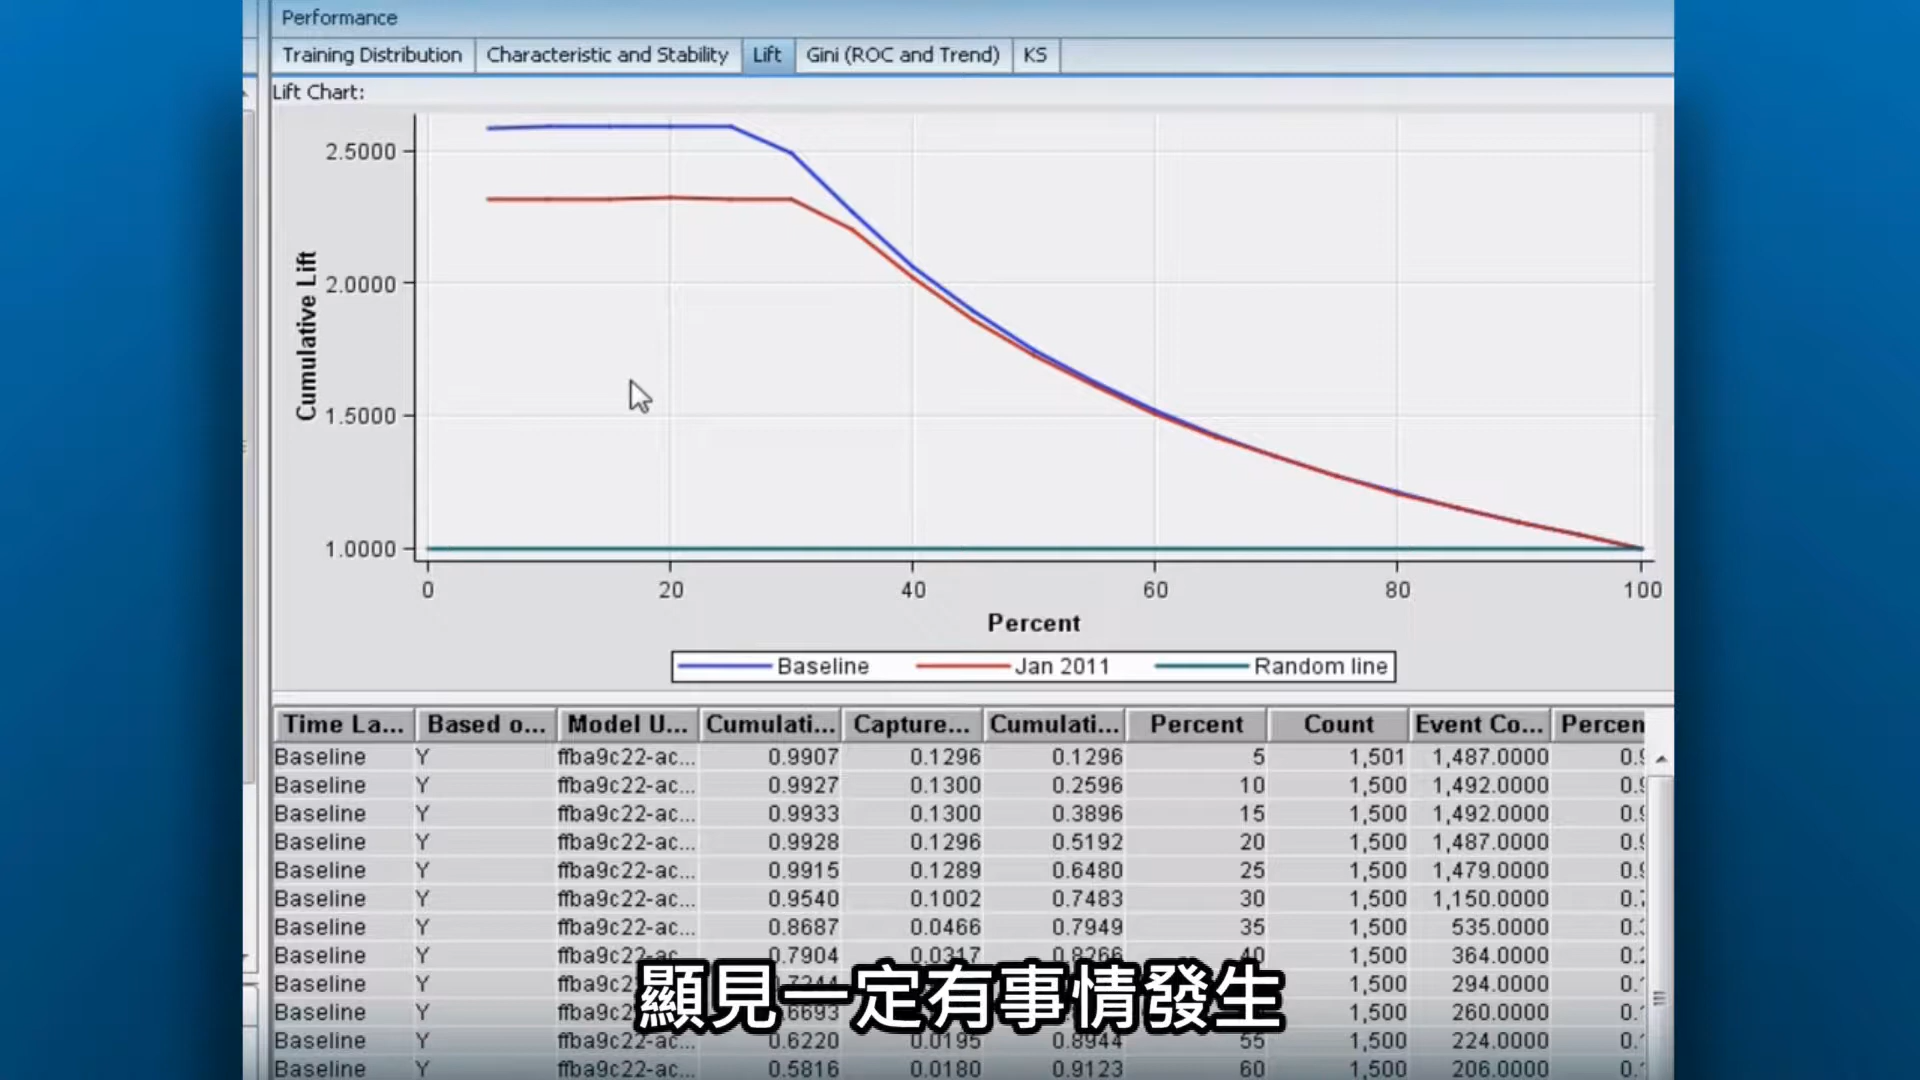 Performance
Training Distribution Characteristic and Stability Lift Gini (ROC and Trend) KS
Lift Chart:
2.5000
2.0000
1.5000
1.0000
Cumulative Lift
0 20 40 60 80 100
Percent
Baseline Jan 2011 Random line
Time La... Based o... Model U... Cumulati... Capture... Cumulati... Percent Count Event Co... Percen
Baseline Y ffba9c22-ac... 0.9907 0.1296 0.1296 5 1,501 1,487.0000
Baseline Y ffba9c22-ac... 0.9927 0.1300 0.2596 10 1,500 1,492.0000
Baseline Y ffba9c22-ac... 0.9933 0.1300 0.3896 15 1,500 1,492.0000
Baseline Y ffba9c22-ac... 0.9928 0.1296 0.5192 20 1,500 1,487.0000
Baseline Y ffba9c22-ac... 0.9915 0.1289 0.6480 25 1,500 1,479.0000
Baseline Y ffba9c22-ac... 0.9540 0.1002 0.7483 30 1,500 1,150.0000
Baseline Y ffba9c22-ac... 0.8687 0.0466 0.7949 35 1,500 535.0000
Baseline Y ffba9c22-ac... 0.7904 0.0317 0.8266 40 1,500 364.0000
Baseline Y 1,500 294.0000
Baseline Y 1,500 260.0000
Baseline Y ffba9c22-ac... 0.6220 0.0195 0.8944 55 1,500 224.0000
Baseline Y ffba9c22-ac... 0.5816 0.0180 0.9123 60 1,500 206.0000
顯見一定有事情發生